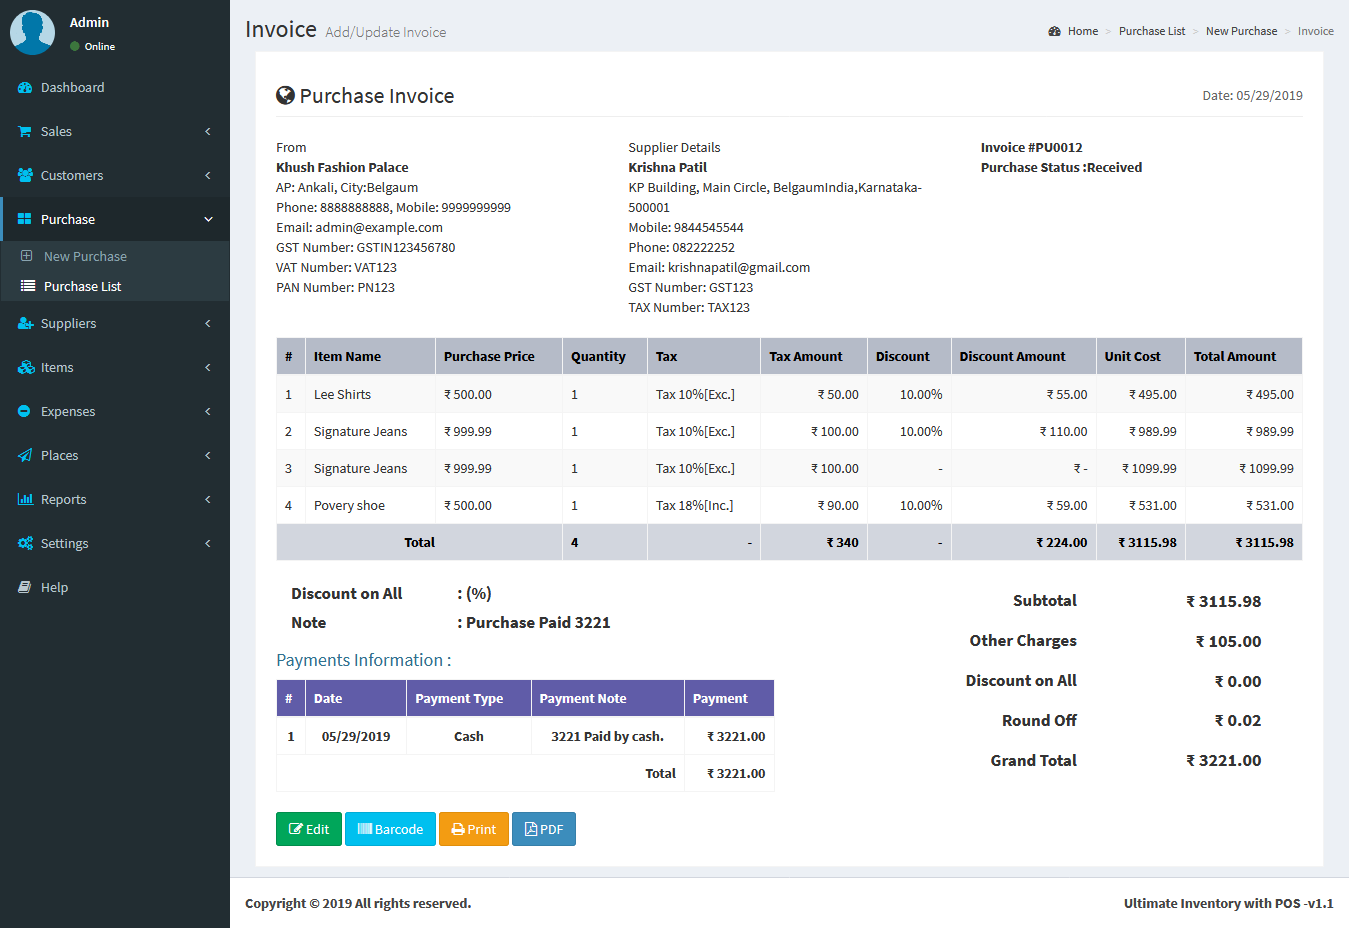 Admin
Online
Dashboard
Sales
Customers
Purchase
New Purchase
Purchase List
Suppliers
Items
Expenses
Places
Reports
Settings
Help
Invoice Add/Update Invoice
Home > Purchase List > New Purchase > Invoice
Purchase Invoice
Date: 05/29/2019
From
Khush Fashion Palace
AP: Ankali, City:Belgaum
Phone: 8888888888, Mobile: 9999999999
Email: admin@example.com
GST Number: GSTIN123456780
VAT Number: VAT123
PAN Number: PN123
Supplier Details
Krishna Patil
KP Building, Main Circle, BelgaumIndia,Karnataka-
500001
Mobile: 9844545544
Phone: 082222252
Email: krishnapatil@gmail.com
GST Number: GST123
TAX Number: TAX123
Invoice #PU0012
Purchase Status :Received
# Item Name Purchase Price Quantity Tax Tax Amount Discount Discount Amount Unit Cost Total Amount
1 Lee Shirts ₹ 500.00 1 Tax 10%[Exc.] ₹ 50.00 10.00% ₹ 55.00 ₹ 495.00 ₹ 495.00
2 Signature Jeans ₹ 999.99 1 Tax 10%[Exc.] ₹ 100.00 10.00% ₹ 110.00 ₹ 989.99 ₹ 989.99
3 Signature Jeans ₹ 999.99 1 Tax 10%[Exc.] ₹ 100.00 - ₹ - ₹ 1099.99 ₹ 1099.99
4 Povery shoe ₹ 500.00 1 Tax 18%[Inc.] ₹ 90.00 10.00% ₹ 59.00 ₹ 531.00 ₹ 531.00
Total 4 - ₹ 340 - ₹ 224.00 ₹ 3115.98 ₹ 3115.98
Discount on All : (%)
Note : Purchase Paid 3221
Payments Information :
# Date Payment Type Payment Note Payment
1 05/29/2019 Cash 3221 Paid by cash. ₹ 3221.00
Total ₹ 3221.00
Subtotal ₹ 3115.98
Other Charges ₹ 105.00
Discount on All ₹ 0.00
Round Off ₹ 0.02
Grand Total ₹ 3221.00
Edit Barcode Print PDF
Copyright © 2019 All rights reserved.
Ultimate Inventory with POS -v1.1